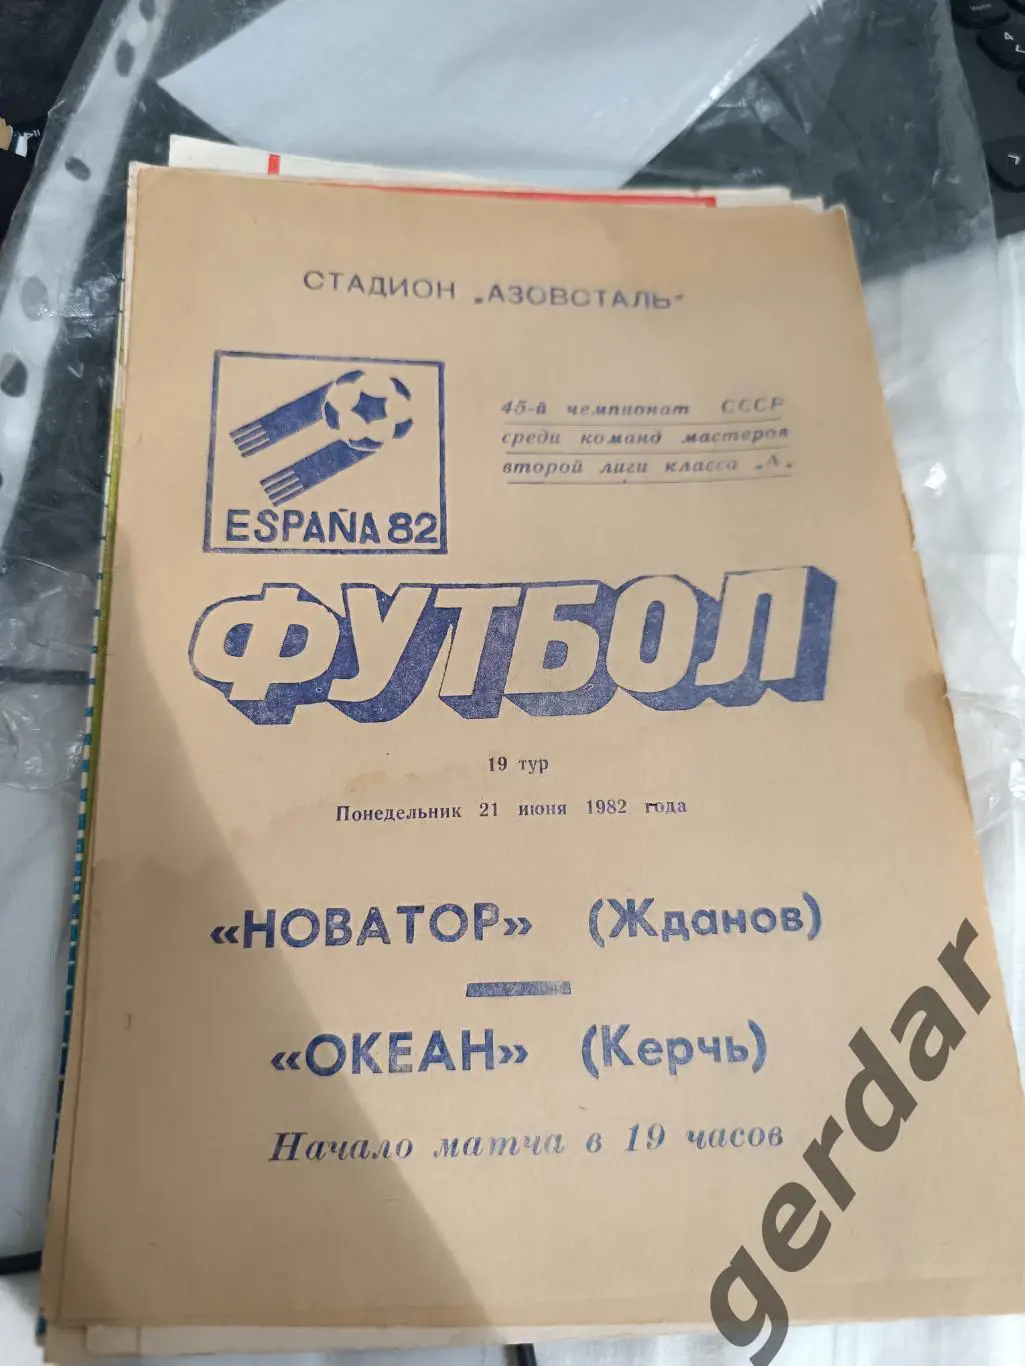 СТАДИОН „АЗОВСТАЛЬ"
45-й чемпионат СССР
среди команд мастеров
второй лиги класса „А„
ESPAÑA 82
ФУТБОЛ
19 тур
Понедельник 21 июня 1982 года
«НОВАТОР» (Жданов)
—
«ОКЕАН» (Керчь)
Начало матча в 19 часов
gerdar